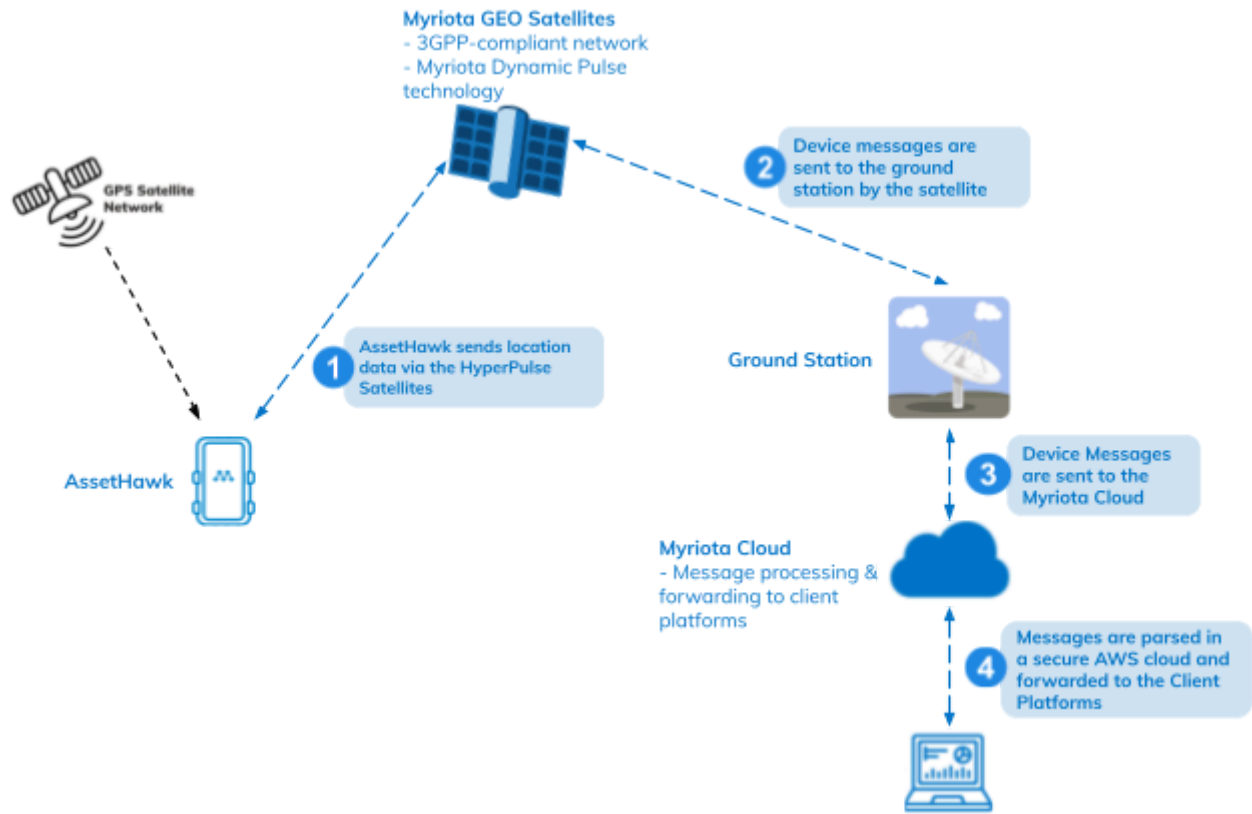 Myriota GEO Satellites
- 3GPP-compliant network
- Myriota Dynamic Pulse
technology
GPS Satellite
Network
2
Device messages are
sent to the ground
station by the satellite
1
AssetHawk sends location
data via the HyperPulse
Satellites
Ground Station
AssetHawk
3
Device Messages
are sent to the
Myriota Cloud
Myriota Cloud
- Message processing &
forwarding to client
platforms
4
Messages are parsed in
a secure AWS cloud and
forwarded to the Client
Platforms